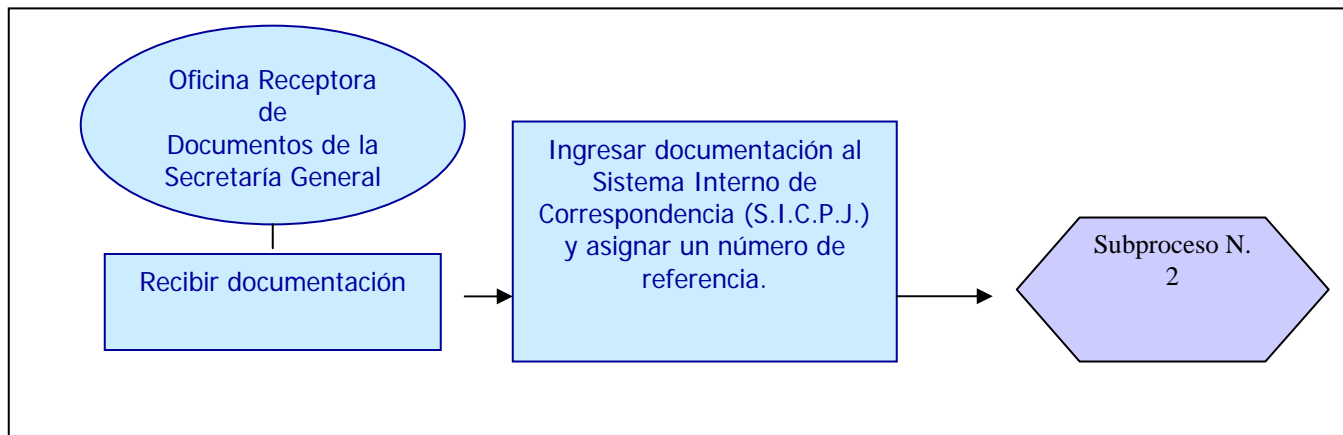 Oficina Receptora
de
Documentos de la
Secretaría General
Recibir documentación
Ingresar documentación al
Sistema Interno de
Correspondencia (S.I.C.P.J.)
y asignar un número de
referencia.
Subproceso N.
2